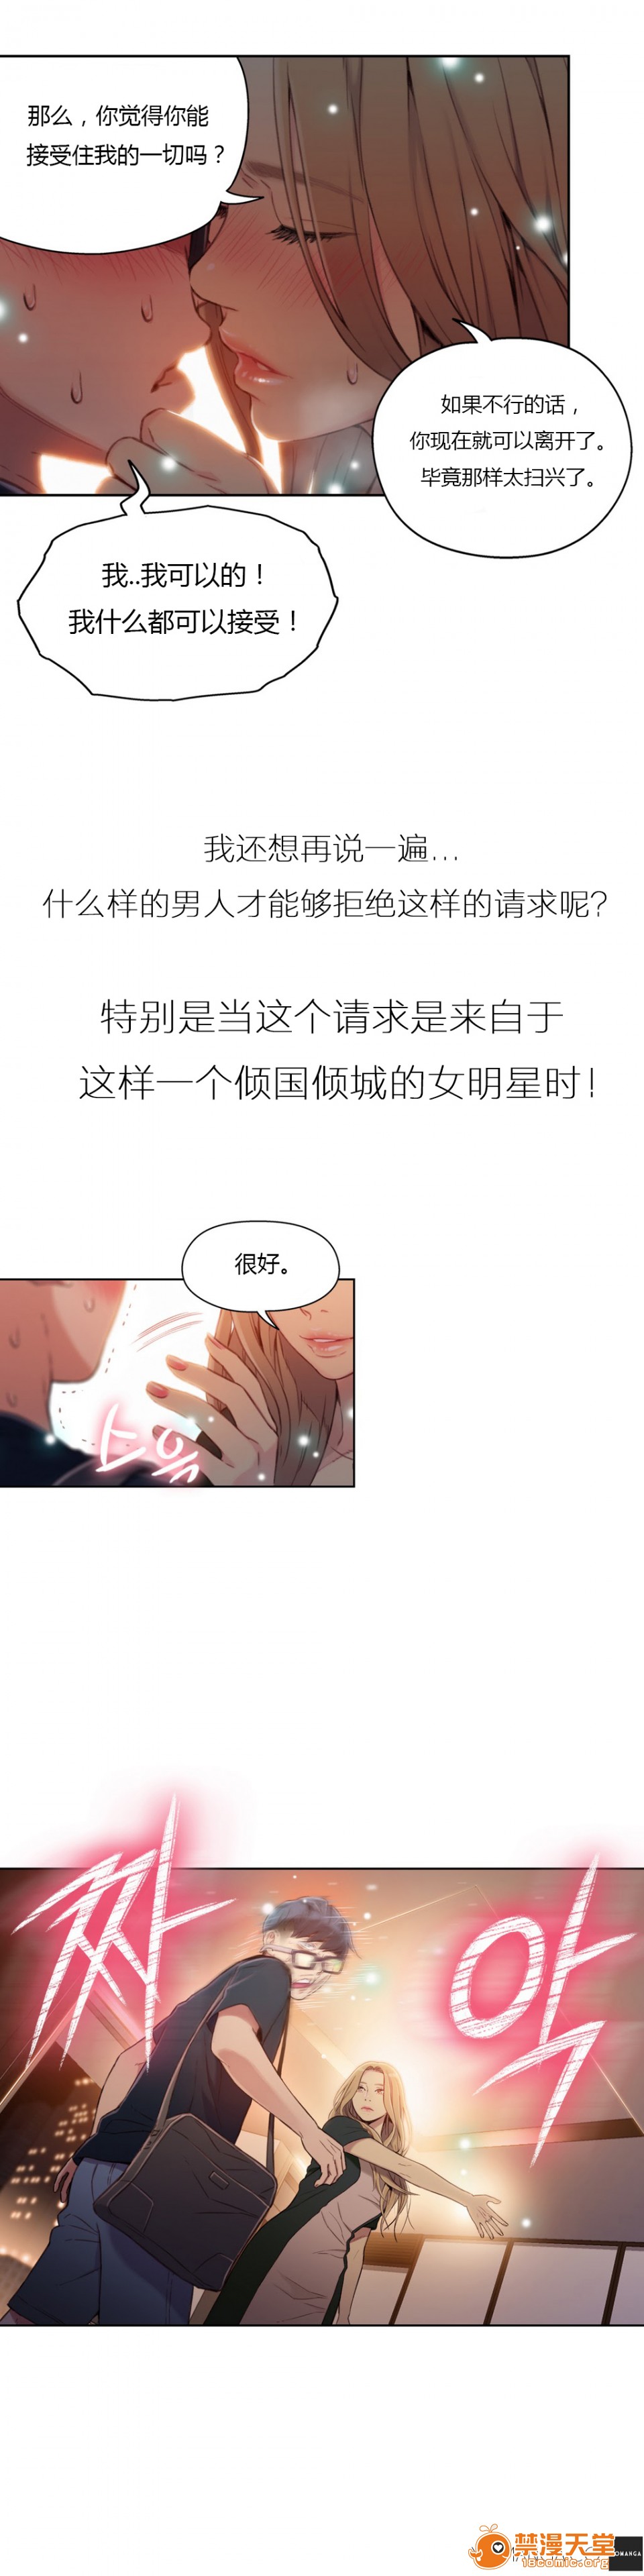 那么，你觉得你能
接受住我的一切吗？
如果不行的话，
你现在就可以离开了。
毕竟那样太扫兴了。
我..我可以的！
我什么都可以接受！
我还想再说一遍...
什么样的男人才能够拒绝这样的请求呢?
特别是当这个请求是来自于
这样一个倾国倾城的女明星时!
很好。
스윽
짜악
禁漫天堂
18comic.org
OMANGA